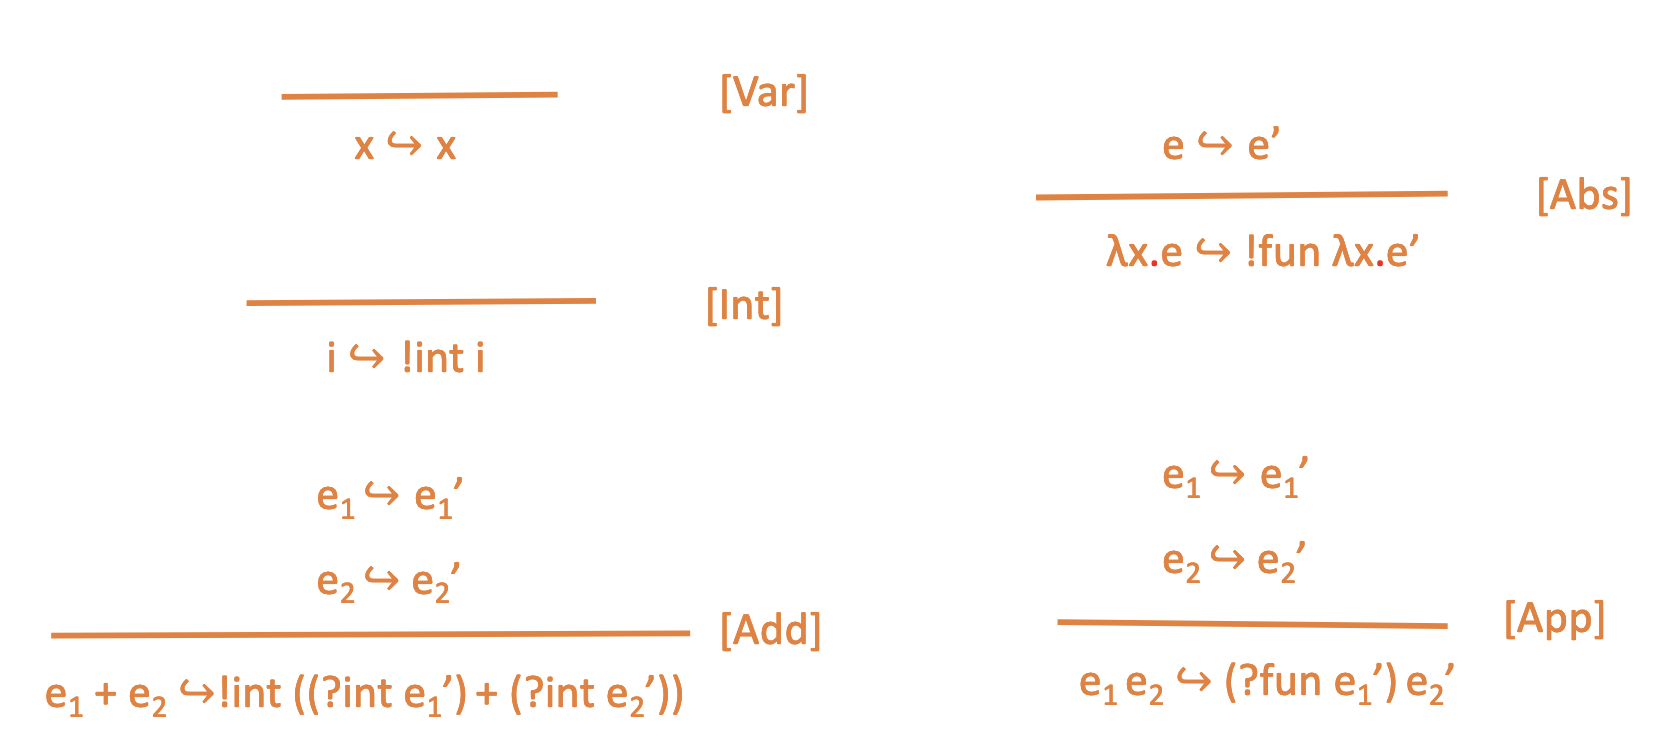 [Var]
x ↪ x
[Int]
i ↪ !int i
e₁ ↪ e₁’
e₂ ↪ e₂’
[Add]
e₁ + e₂ ↪!int ((?int e₁’) + (?int e₂’))
e ↪ e’
[Abs]
λx.e ↪ !fun λx.e’
e₁ ↪ e₁’
e₂ ↪ e₂’
[App]
e₁ e₂ ↪ (?fun e₁’) e₂’